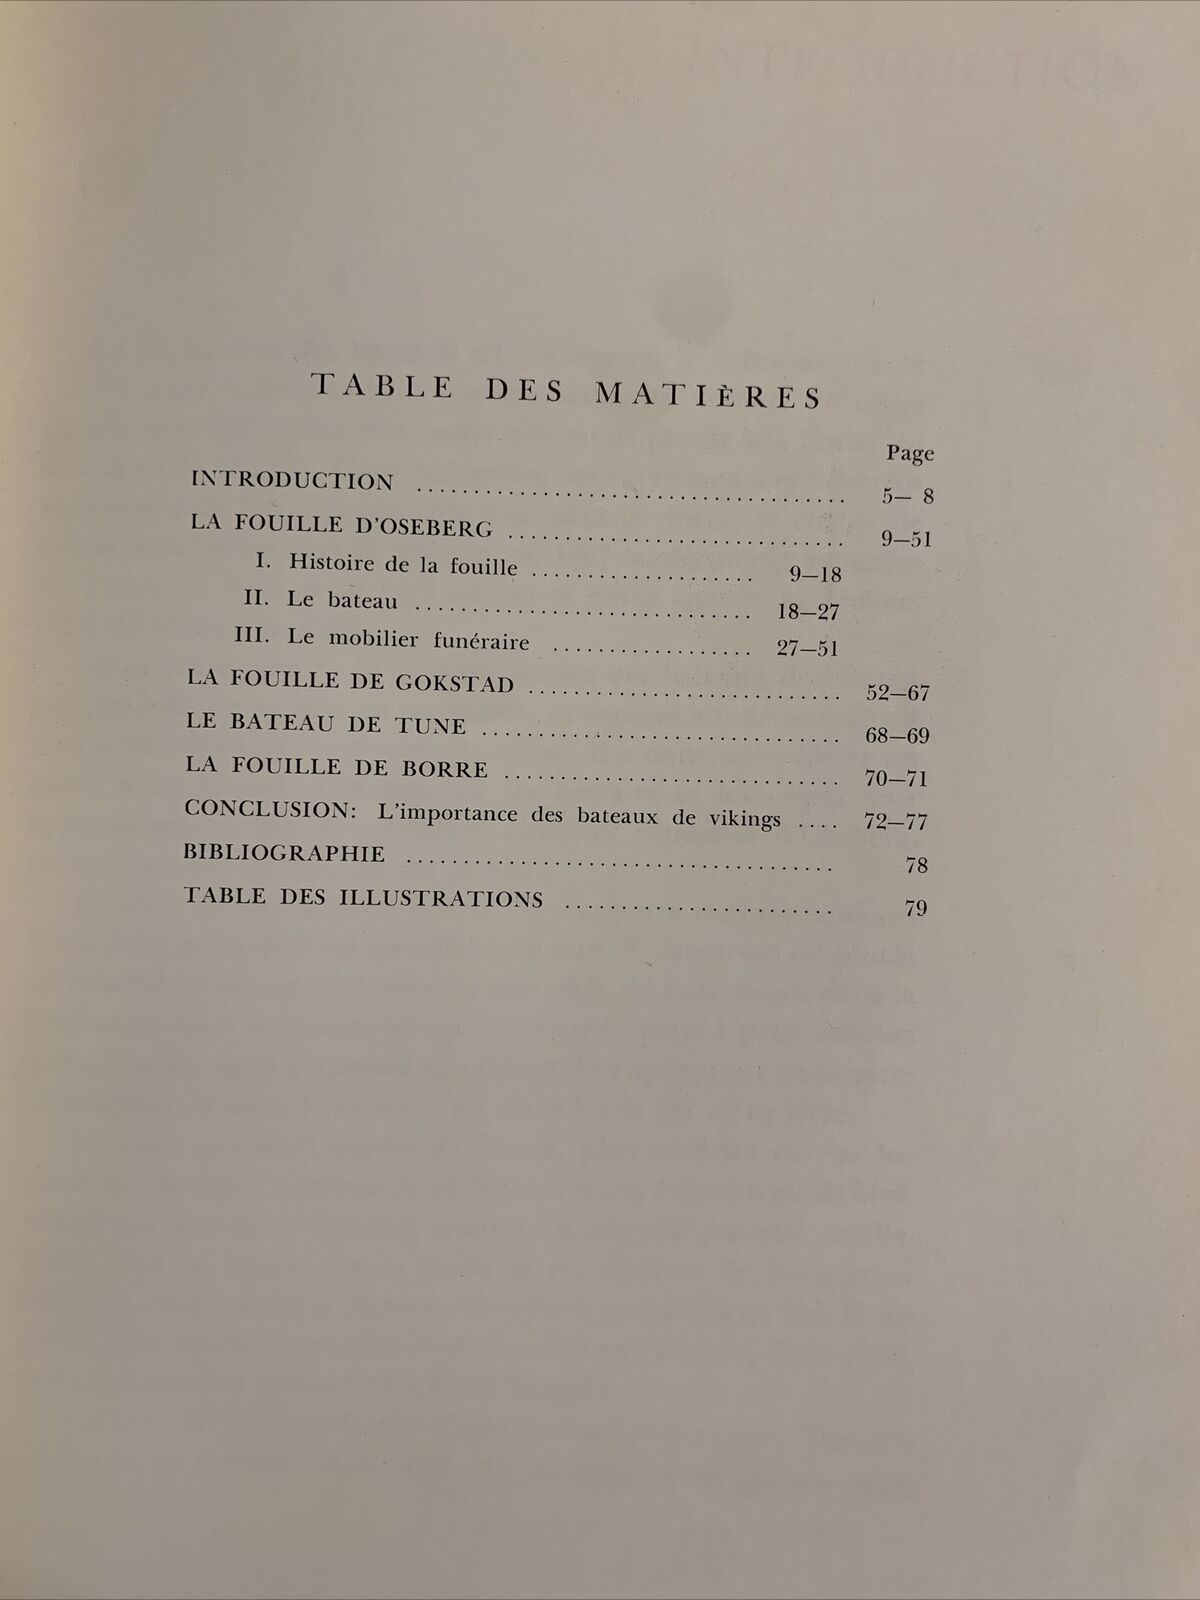 TABLE DES MATIÈRES
Page
INTRODUCTION ........................................ 5— 8
LA FOUILLE D'OSEBERG ................................ 9—51
I. Histoire de la fouille .................... 9—18
II. Le bateau ................................ 18—27
III. Le mobilier funéraire .................. 27—51
LA FOUILLE DE GOKSTAD .............................. 52—67
LE BATEAU DE TUNE .................................. 68—69
LA FOUILLE DE BORRE ................................ 70—71
CONCLUSION: L'importance des bateaux de vikings .... 72—77
BIBLIOGRAPHIE ........................................ 78
TABLE DES ILLUSTRATIONS ........................ 79